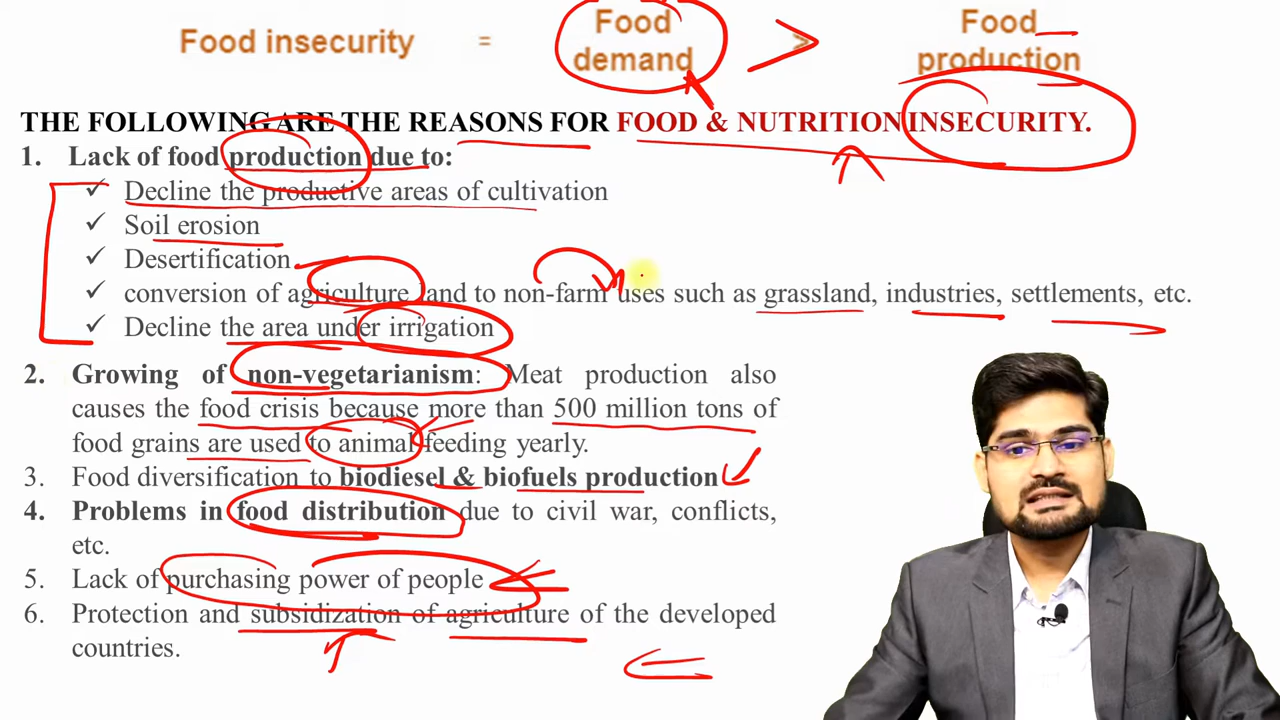 Food insecurity = Food demand > Food production
THE FOLLOWING ARE THE REASONS FOR FOOD & NUTRITION INSECURITY.
1. Lack of food production due to:
✓ Decline the productive areas of cultivation
✓ Soil erosion
✓ Desertification
✓ conversion of agriculture land to non-farm uses such as grassland, industries, settlements, etc.
✓ Decline the area under irrigation
2. Growing of non-vegetarianism: Meat production also
causes the food crisis because more than 500 million tons of
food grains are used to animal feeding yearly.
3. Food diversification to biodiesel & biofuels production
4. Problems in food distribution due to civil war, conflicts,
etc.
5. Lack of purchasing power of people
6. Protection and subsidization of agriculture of the developed
countries.